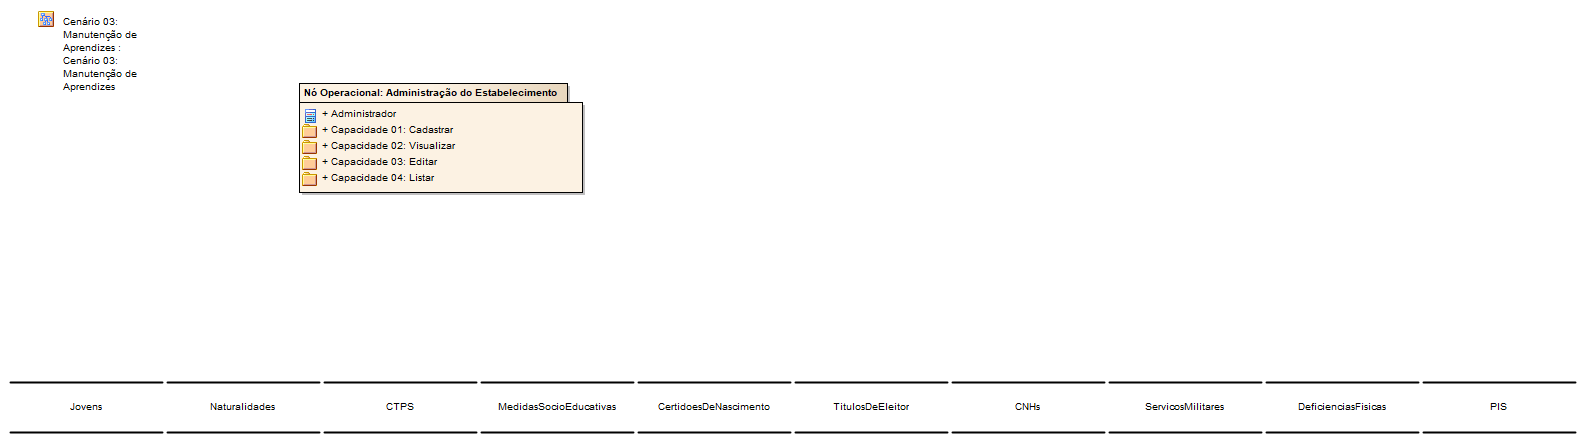 Cenário 03:
Manutenção de
Aprendizes :
Cenário 03:
Manutenção de
Aprendizes
Nó Operacional: Administração do Estabelecimento
+ Administrador
+ Capacidade 01: Cadastrar
+ Capacidade 02: Visualizar
+ Capacidade 03: Editar
+ Capacidade 04: Listar
Jovens
Naturalidades
CTPS
MedidasSocioEducativas
CertidoesDeNascimento
TitulosDeEleitor
CNHs
ServicosMilitares
DeficienciasFisicas
PIS